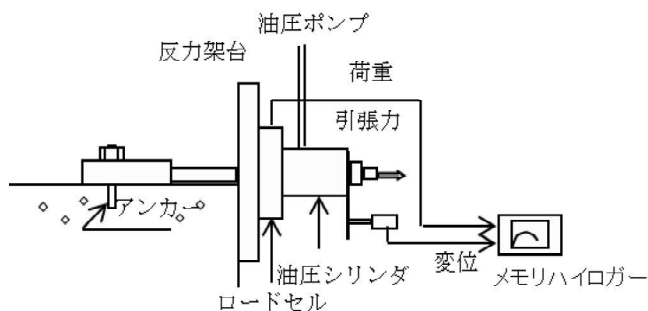 油圧ポンプ
反力架台
荷重
引張力
アンカー
油圧シリンダ
変位
メモリハイロガー
ロードセル